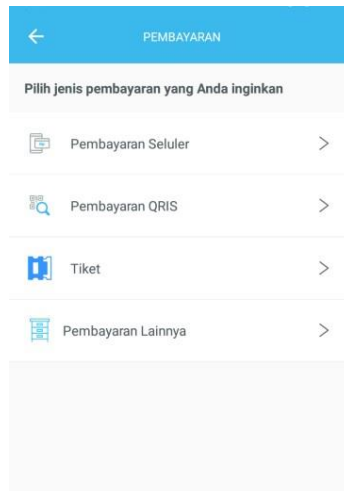 PEMBAYARAN
Pilih jenis pembayaran yang Anda inginkan
Pembayaran Seluler
Pembayaran QRIS
Tiket
Pembayaran Lainnya